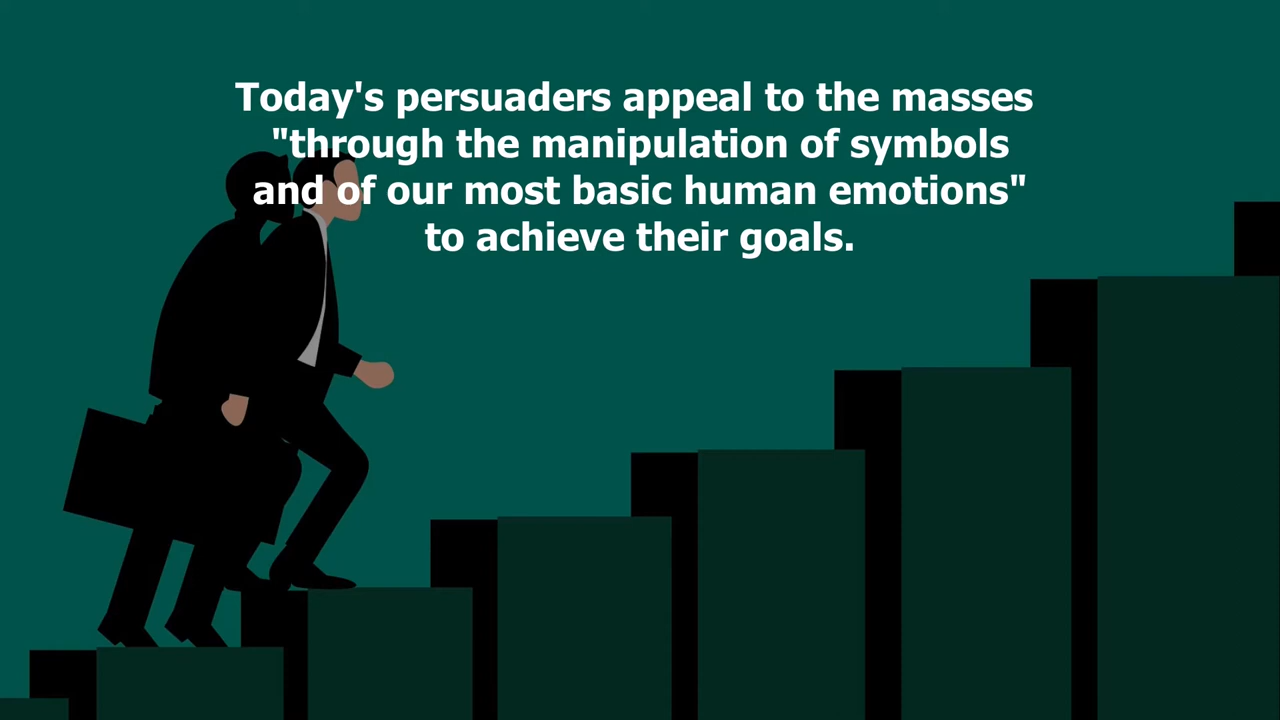 Today's persuaders appeal to the masses
"through the manipulation of symbols
and of our most basic human emotions"
to achieve their goals.